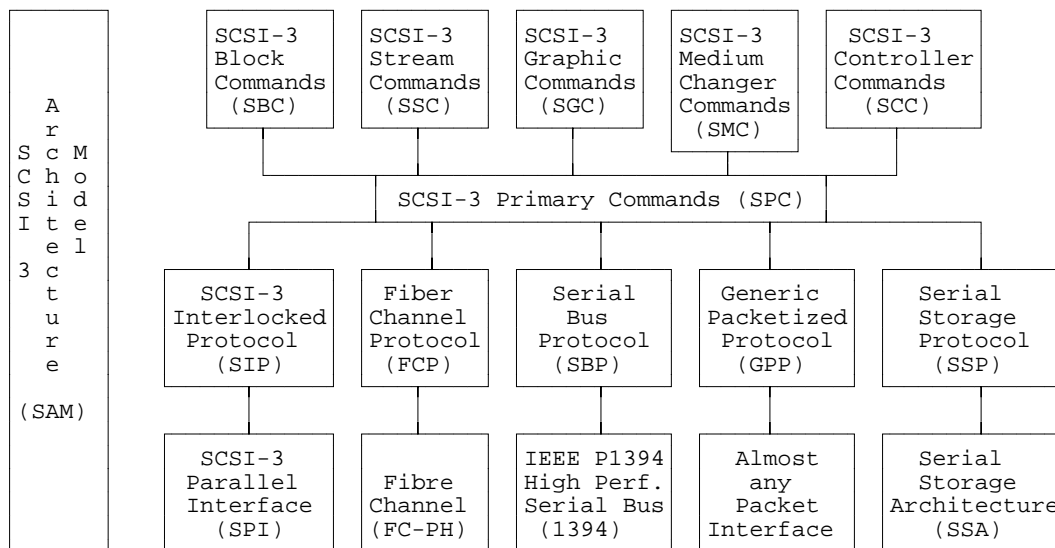 SCSI 3
Architecture
Model
(SAM)
SCSI-3
Block
Commands
(SBC)
SCSI-3
Stream
Commands
(SSC)
SCSI-3
Graphic
Commands
(SGC)
SCSI-3
Medium
Changer
Commands
(SMC)
SCSI-3
Controller
Commands
(SCC)
SCSI-3 Primary Commands (SPC)
SCSI-3
Interlocked
Protocol
(SIP)
Fiber
Channel
Protocol
(FCP)
Serial
Bus
Protocol
(SBP)
Generic
Packetized
Protocol
(GPP)
Serial
Storage
Protocol
(SSP)
SCSI-3
Parallel
Interface
(SPI)
Fibre
Channel
(FC-PH)
IEEE P1394
High Perf.
Serial Bus
(1394)
Almost
any
Packet
Interface
Serial
Storage
Architecture
(SSA)